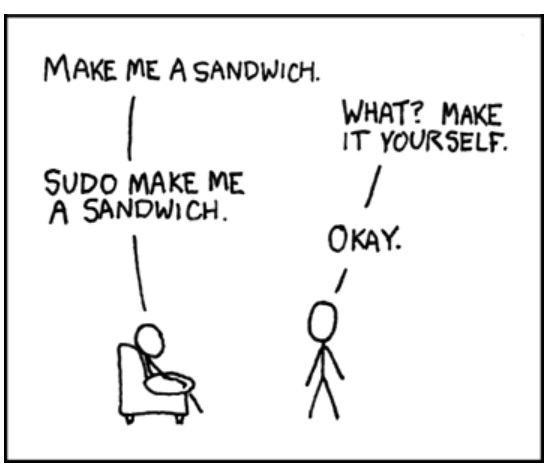 MAKE ME A SANDWICH.
WHAT? MAKE
IT YOURSELF.
SUDO MAKE ME
A SANDWICH.
OKAY.